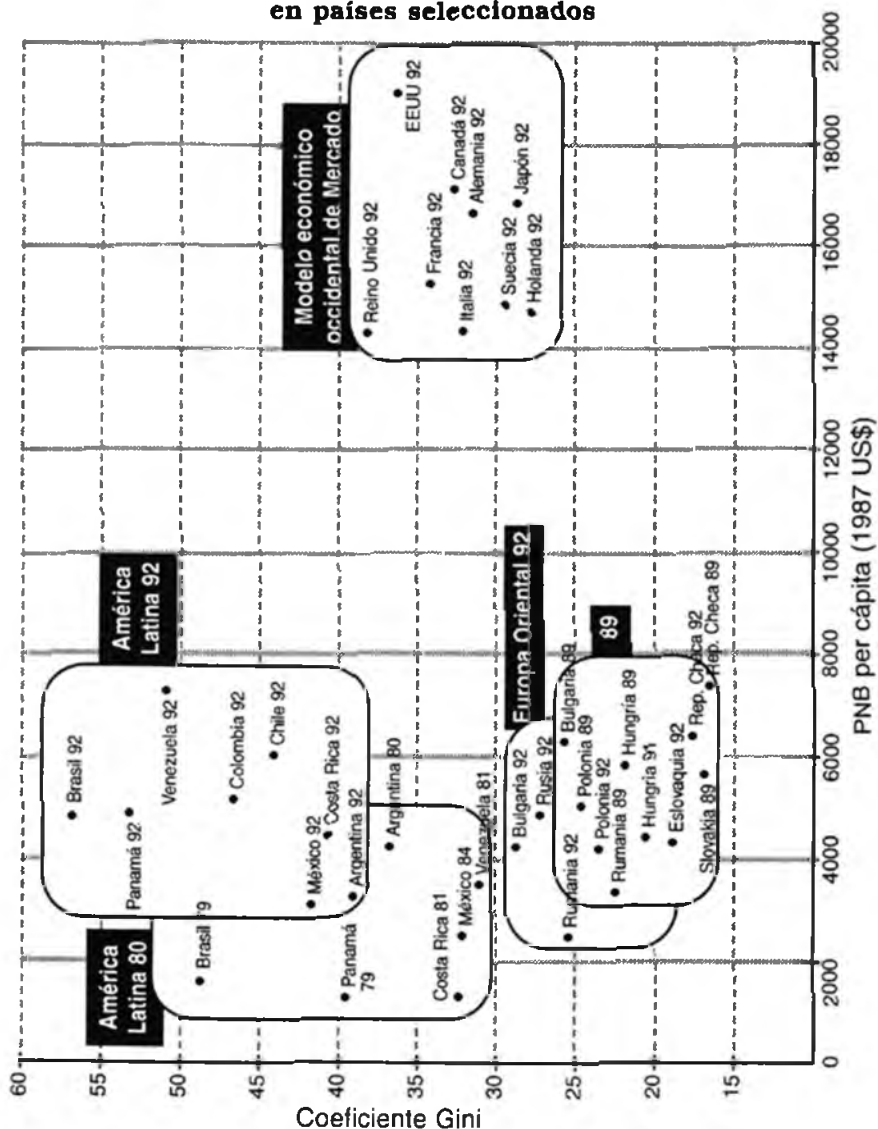 en países seleccionados
América
Latina 80
América
Latina 92
Modelo económico
occidental de Mercado
Europa Oriental 92
89
Coeficiente Gini
60
55
50
45
40
35
30
25
20
15
Brasil 92
Panamá 92
Venezuela 92
Colombia 92
Chile 92
México 92
Costa Rica 92
Argentina 92
Brasil 79
Panamá
79
Argentina 80
Costa Rica 81
México 84
Venezuela 81
Reino Unido 92
EEUU 92
Francia 92
Canadá 92
Italia 92
Alemania 92
Suecia 92
Japón 92
Holanda 92
Bulgaria 92
Rusia 92
Bulgaria 89
Rumania 92
Polonia 89
Polonia 92
Rumania 89
Hungría 89
Hungría 91
Eslovaquia 92
Rep. Checa 92
Slovakia 89
Rep. Checa 89
0
2000
4000
6000
8000
10000
12000
14000
16000
18000
20000
PNB per cápita (1987 US$)